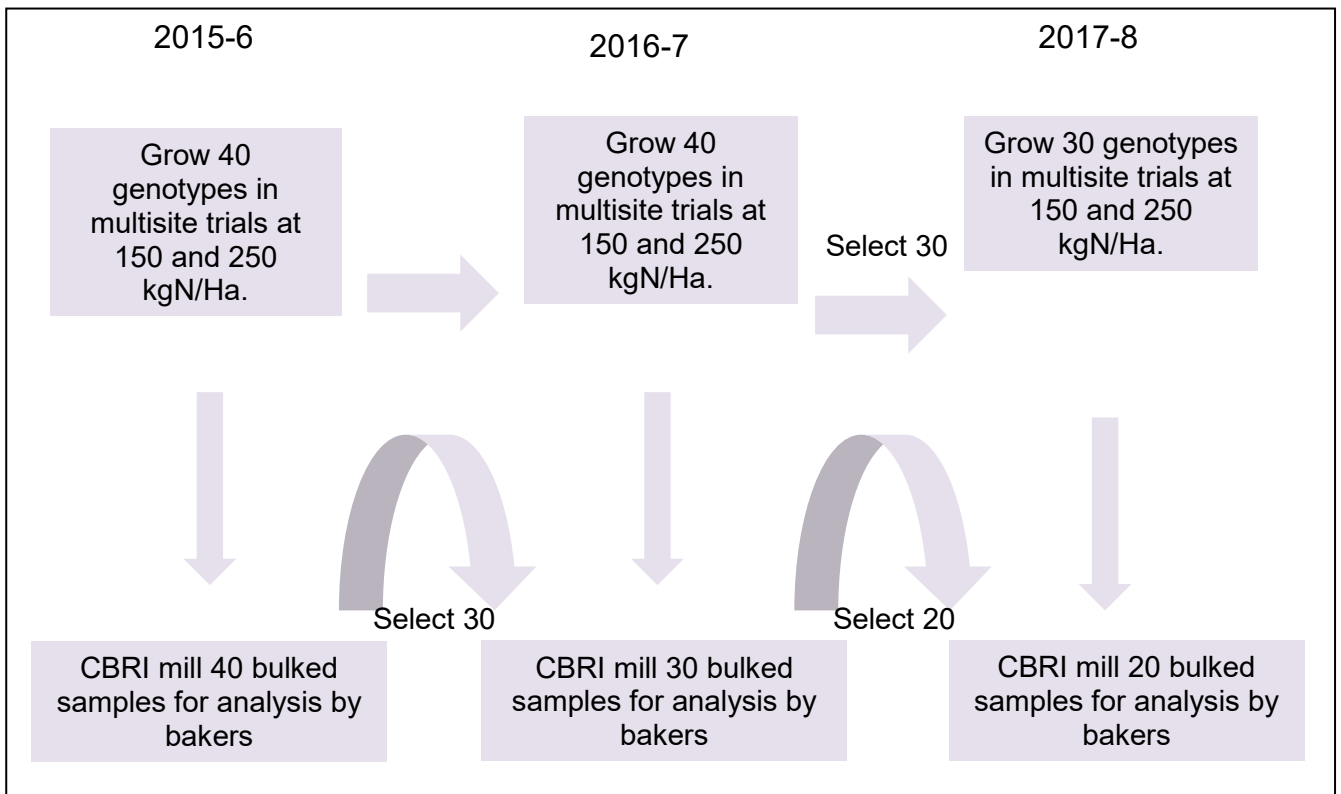 2015-6
2016-7
2017-8
Grow 40
genotypes in
multisite trials at
150 and 250
kgN/Ha.
Grow 40
genotypes in
multisite trials at
150 and 250
kgN/Ha.
Select 30
Grow 30 genotypes
in multisite trials at
150 and 250
kgN/Ha.
Select 30
Select 20
CBRI mill 40 bulked
samples for analysis by
bakers
CBRI mill 30 bulked
samples for analysis by
bakers
CBRI mill 20 bulked
samples for analysis by
bakers